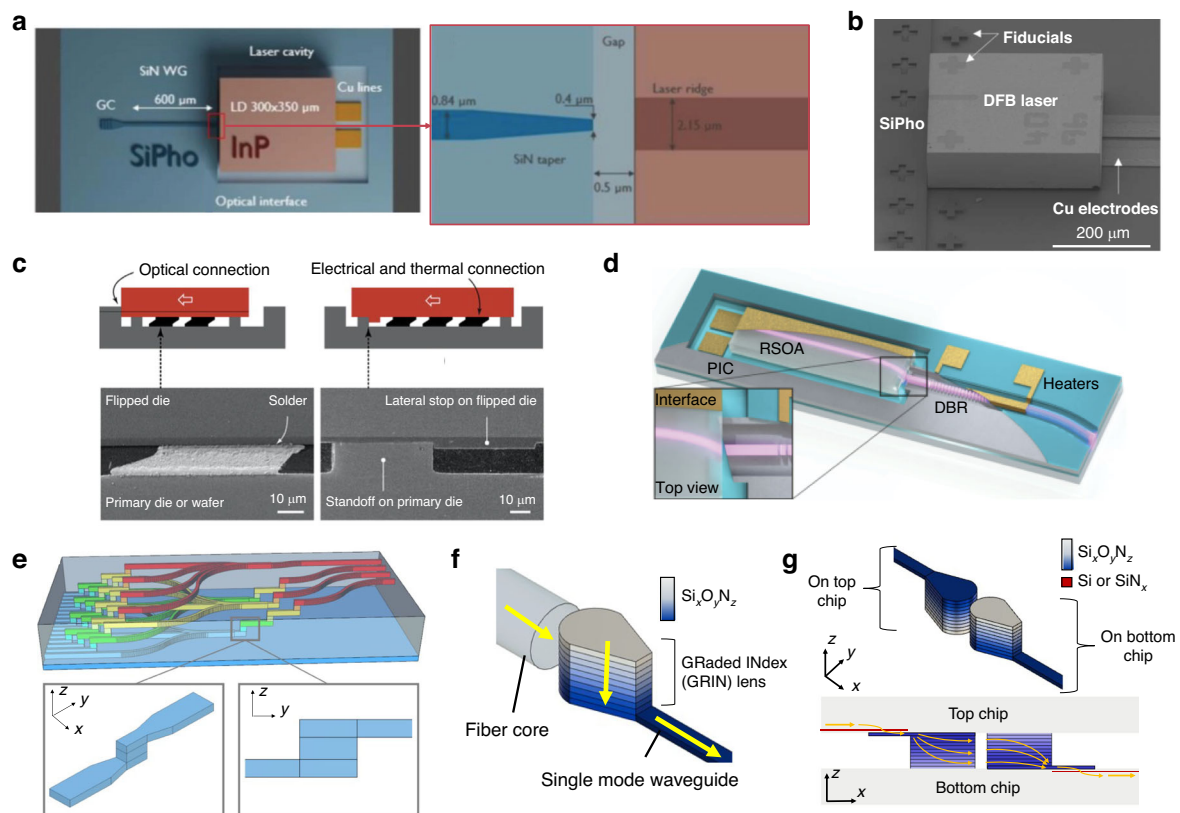 a
Laser cavity
SiN WG
Cu lines
GC
600 µm
LD 300x350 µm
SiPho
InP
Optical interface
Gap
0.84 µm
0.4 µm
Laser ridge
2,15 µm
SiN taper
0.5 µm
b
Fiducials
DFB laser
SiPho
40
96
Cu electrodes
200 µm
c
Optical connection
Electrical and thermal connection
Flipped die
Solder
Primary die or wafer
10 µm
Lateral stop on flipped die
Standoff on primary die
10 µm
d
RSOA
PIC
Heaters
DBR
Interface
Top view
e
z
y
x
z
y
f
SixOyNz
GRaded INdex
(GRIN) lens
Fiber core
Single mode waveguide
g
SixOyNz
Si or SiNx
On top
chip
On bottom
chip
z
y
x
Top chip
z
x
Bottom chip